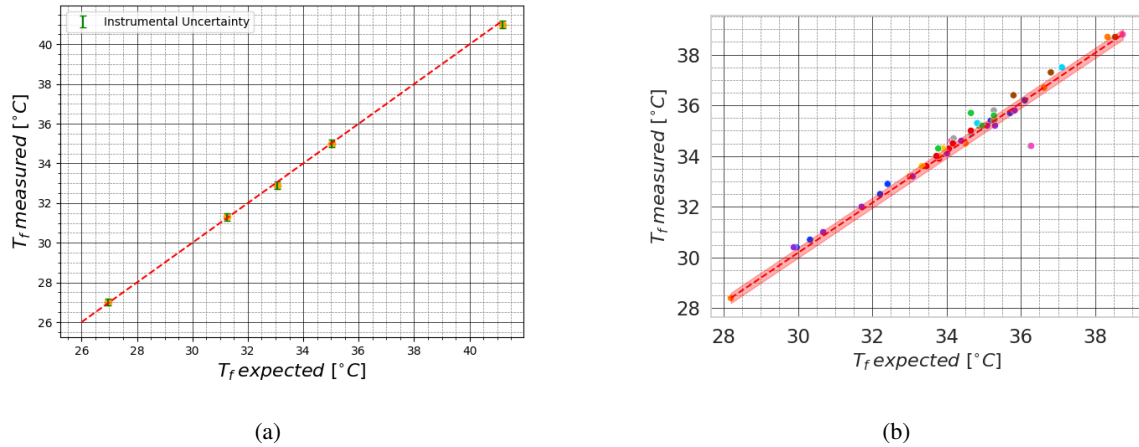 Instrumental Uncertainty
40
38
36
34
32
30
28
26
26 28 30 32 34 36 38 40
T_f measured [°C]
T_f expected [°C]
(a)
38
36
34
32
30
28
28 30 32 34 36 38
T_f measured [°C]
T_f expected [°C]
(b)